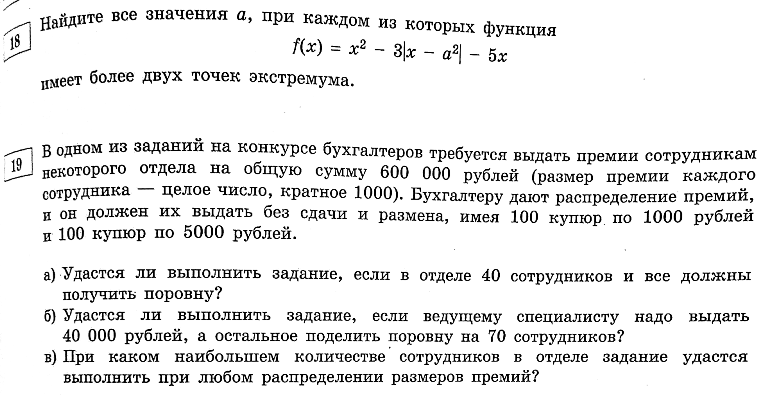 18
Найдите все значения a, при каждом из которых функция
f(x) = x² − 3|x − a²| − 5x
имеет более двух точек экстремума.
19
В одном из заданий на конкурсе бухгалтеров требуется выдать премии сотрудникам
некоторого отдела на общую сумму 600 000 рублей (размер премии каждого
сотрудника — целое число, кратное 1000). Бухгалтеру дают распределение премий,
и он должен их выдать без сдачи и размена, имея 100 купюр по 1000 рублей
и 100 купюр по 5000 рублей.
а) Удастся ли выполнить задание, если в отделе 40 сотрудников и все должны
получить поровну?
б) Удастся ли выполнить задание, если ведущему специалисту надо выдать
40 000 рублей, а остальное поделить поровну на 70 сотрудников?
в) При каком наибольшем количестве сотрудников в отделе задание удастся
выполнить при любом распределении размеров премий?